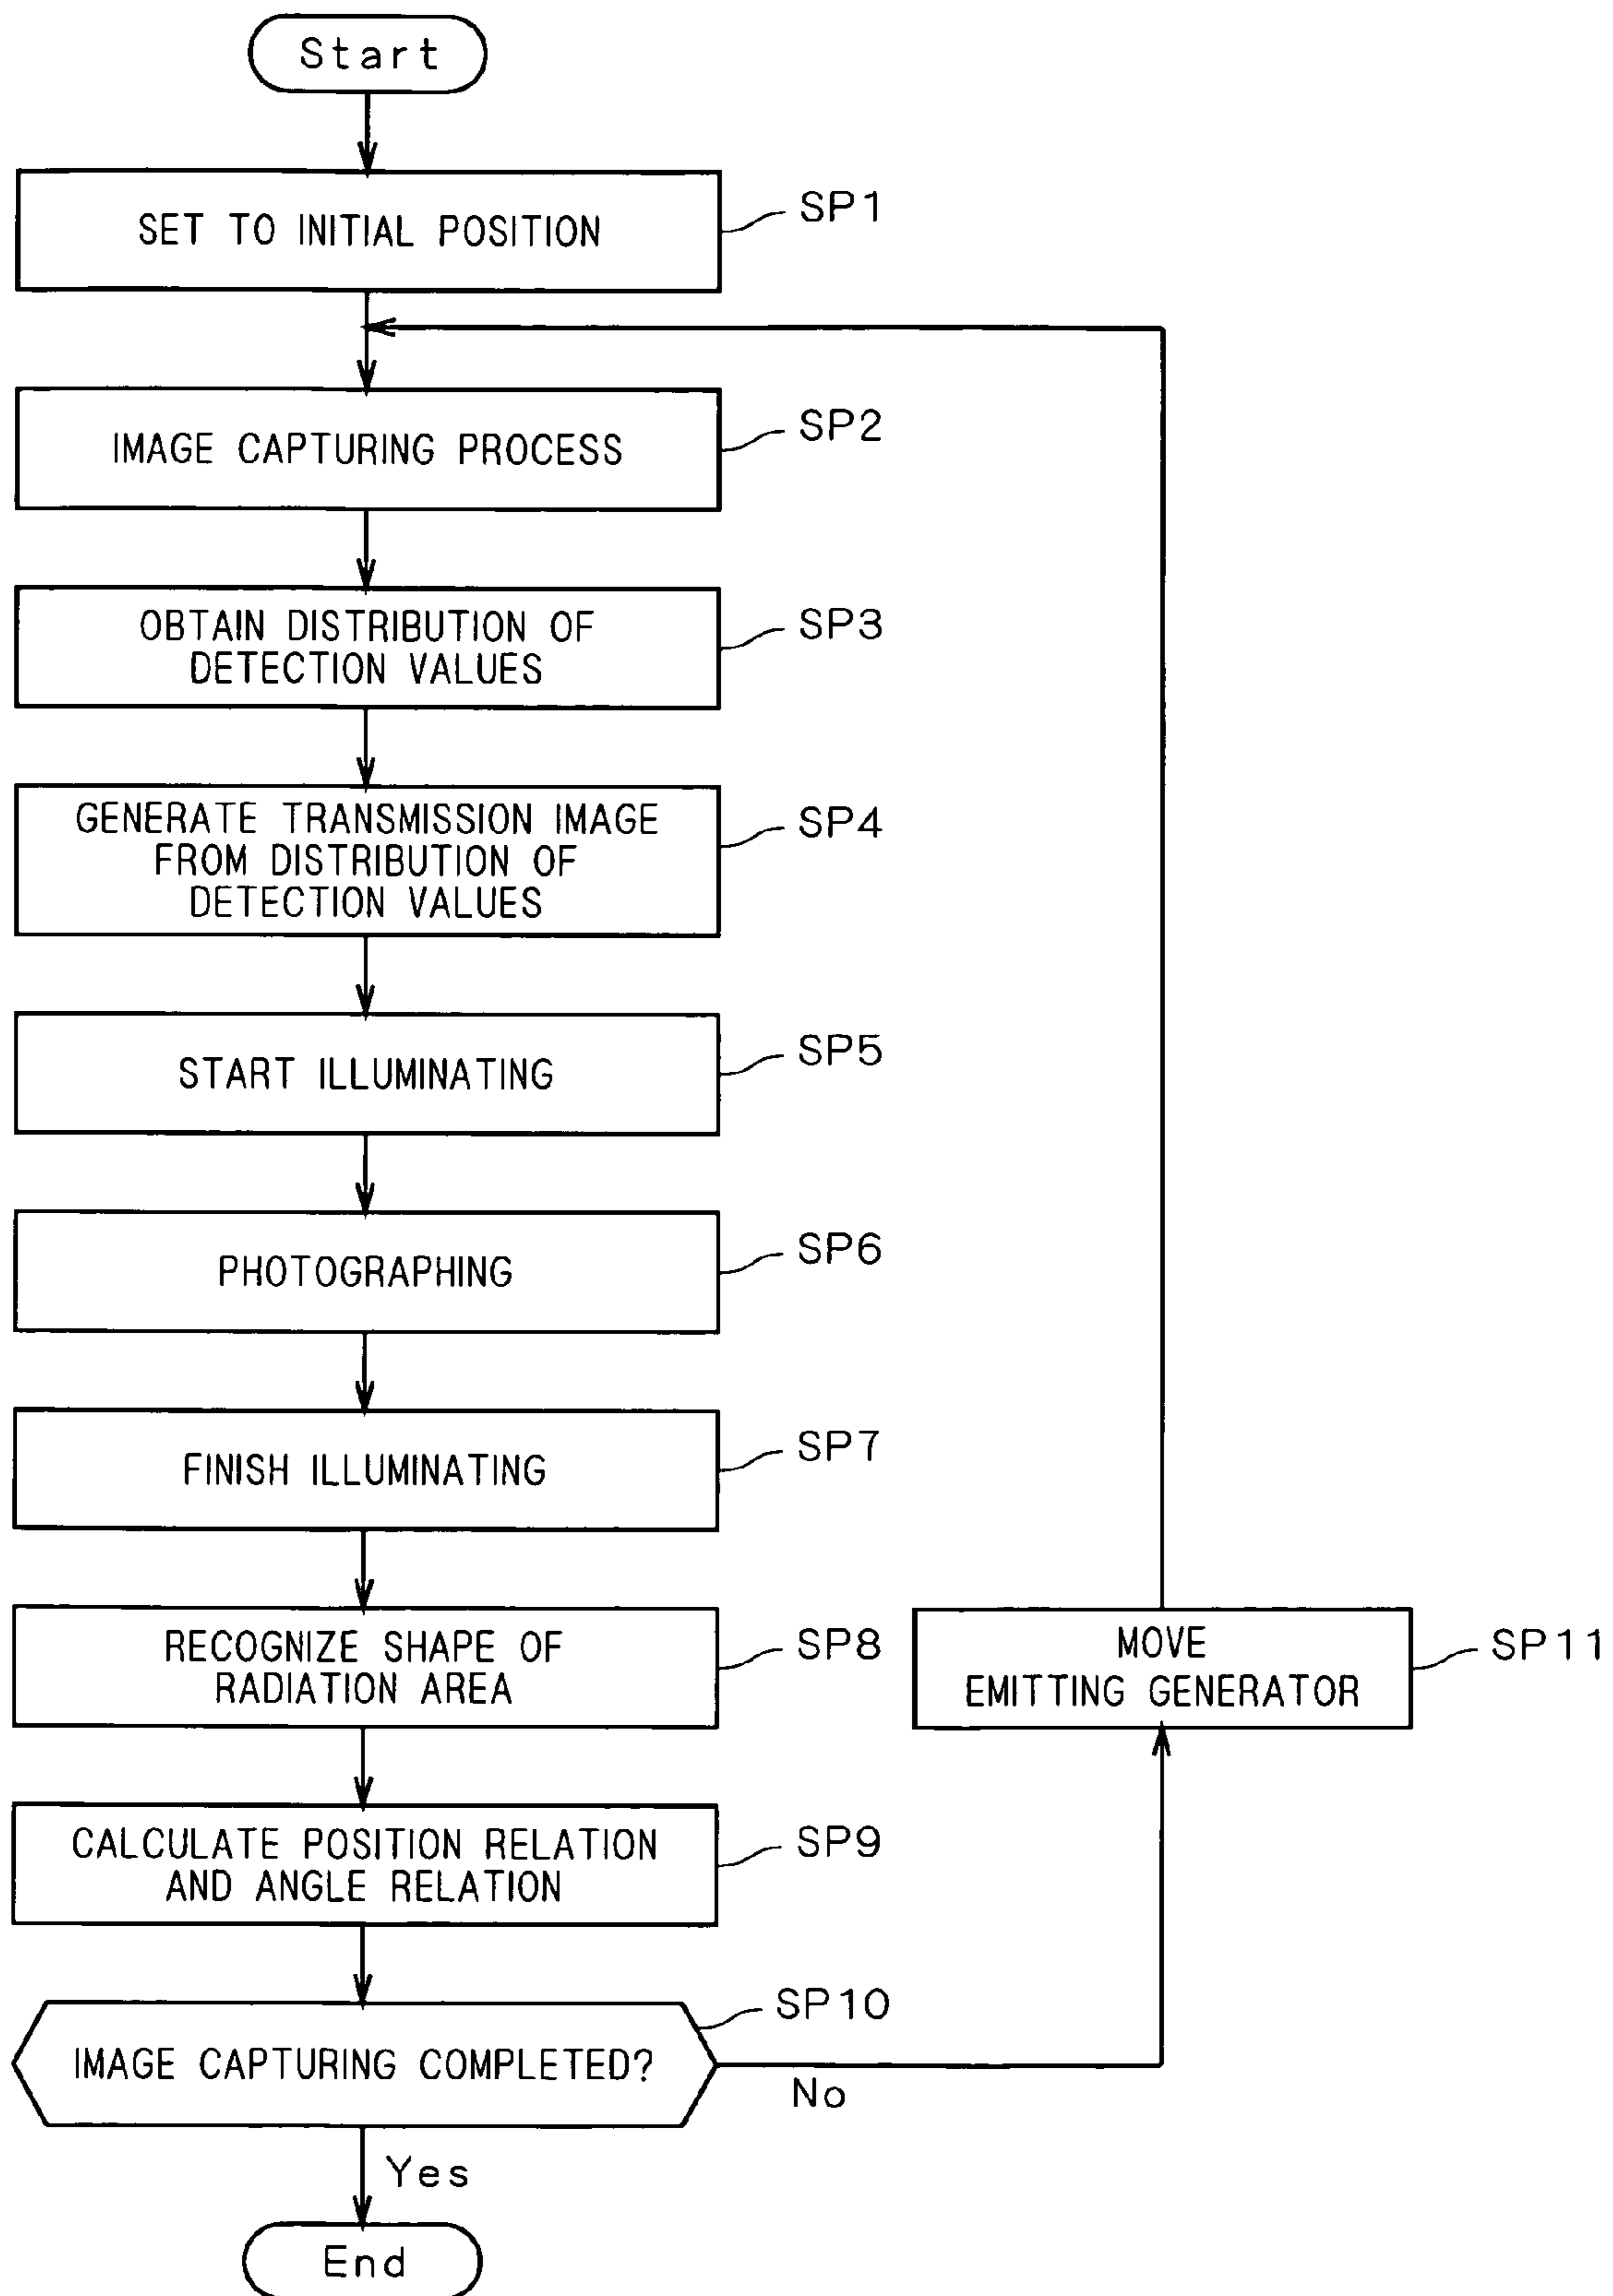 Start
SET TO INITIAL POSITION
SP1
IMAGE CAPTURING PROCESS
SP2
OBTAIN DISTRIBUTION OF
DETECTION VALUES
SP3
GENERATE TRANSMISSION IMAGE
FROM DISTRIBUTION OF
DETECTION VALUES
SP4
START ILLUMINATING
SP5
PHOTOGRAPHING
SP6
FINISH ILLUMINATING
SP7
RECOGNIZE SHAPE OF
RADIATION AREA
SP8
MOVE
EMITTING GENERATOR
SP11
CALCULATE POSITION RELATION
AND ANGLE RELATION
SP9
IMAGE CAPTURING COMPLETED?
SP10
No
Yes
End